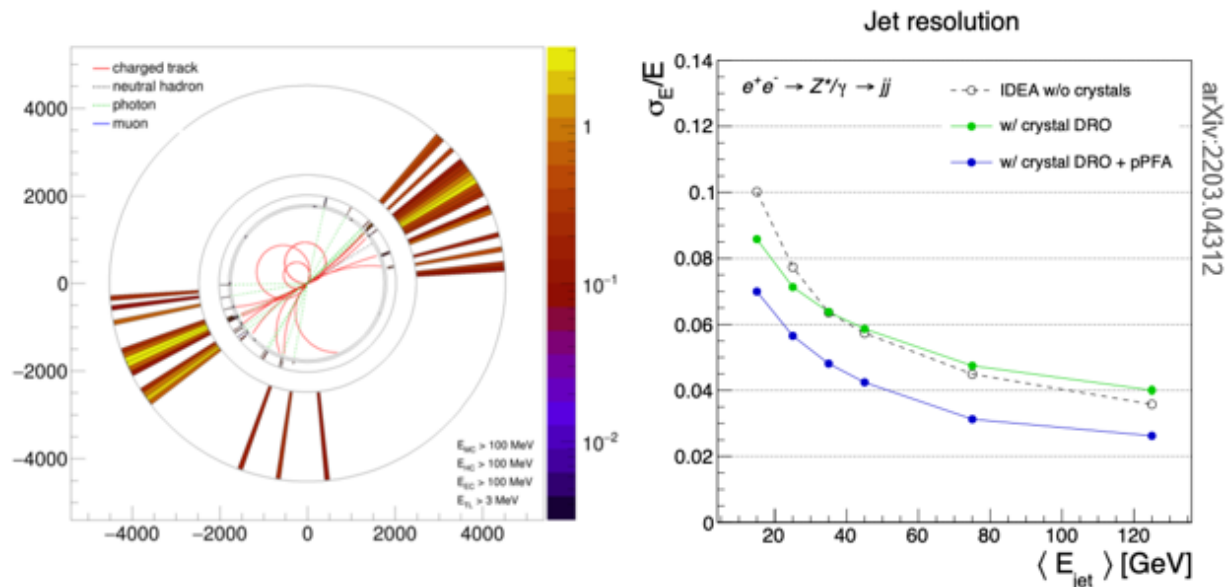 charged track
neutral hadron
photon
muon
4000
2000
0
−2000
−4000
−4000 −2000 0 2000 4000
E_MC > 100 MeV
E_HC > 100 MeV
E_EC > 100 MeV
E_TL > 3 MeV
1
10⁻¹
10⁻²
Jet resolution
σ_E/E
0.14
0.12
0.1
0.08
0.06
0.04
0.02
0
e⁺e⁻ → Z*/γ → jj
IDEA w/o crystals
w/ crystal DRO
w/ crystal DRO + pPFA
20 40 60 80 100 120
⟨ E_jet ⟩ [GeV]
arXiv:2203.04312